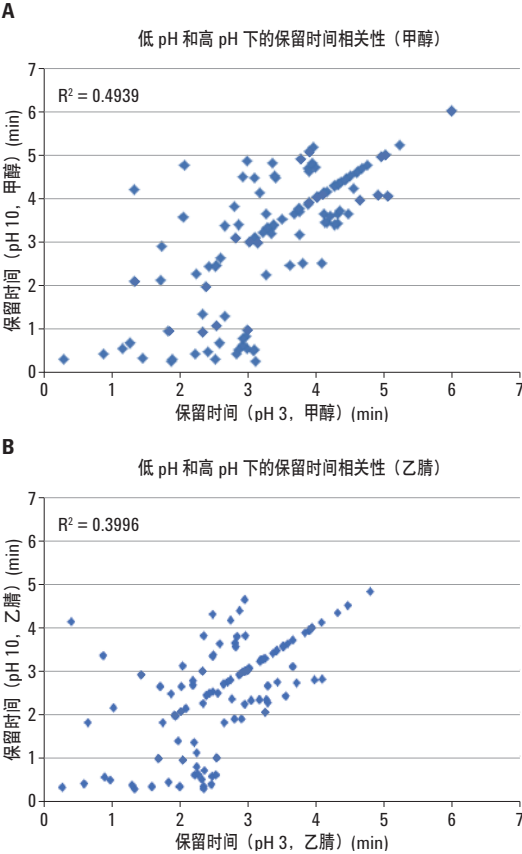 A
低 pH 和高 pH 下的保留时间相关性（甲醇）
R² = 0.4939
保留时间（pH 10，甲醇）(min)
7
6
5
4
3
2
1
0
0 1 2 3 4 5 6 7
保留时间（pH 3，甲醇）(min)
B
低 pH 和高 pH 下的保留时间相关性（乙腈）
R² = 0.3996
保留时间（pH 10，乙腈）(min)
7
6
5
4
3
2
1
0
0 1 2 3 4 5 6 7
保留时间（pH 3，乙腈）(min)